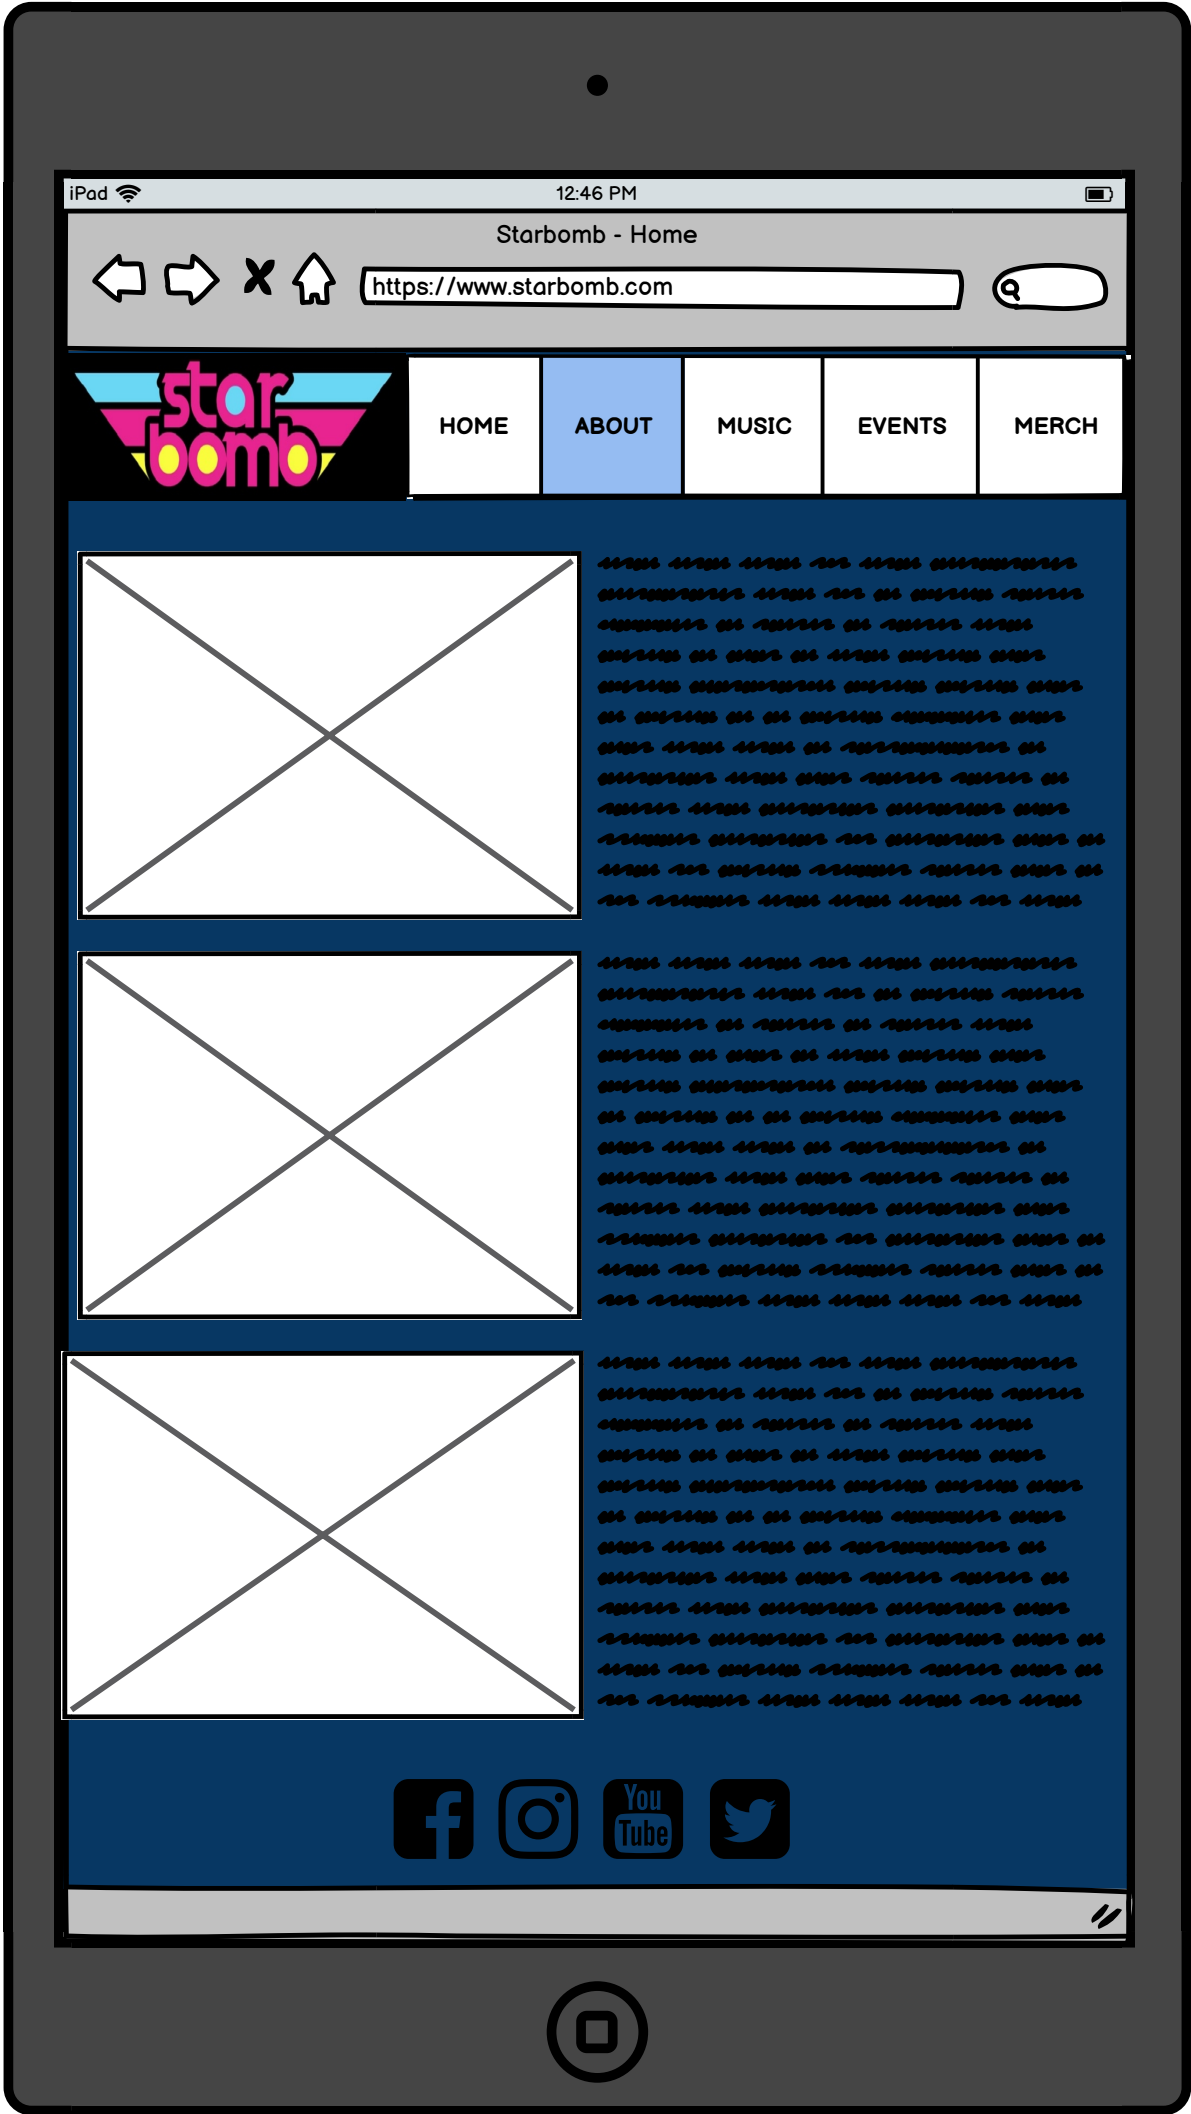 iPad 12:46 PM
Starbomb - Home
https://www.starbomb.com
star
bomb
HOME ABOUT MUSIC EVENTS MERCH
You
Tube